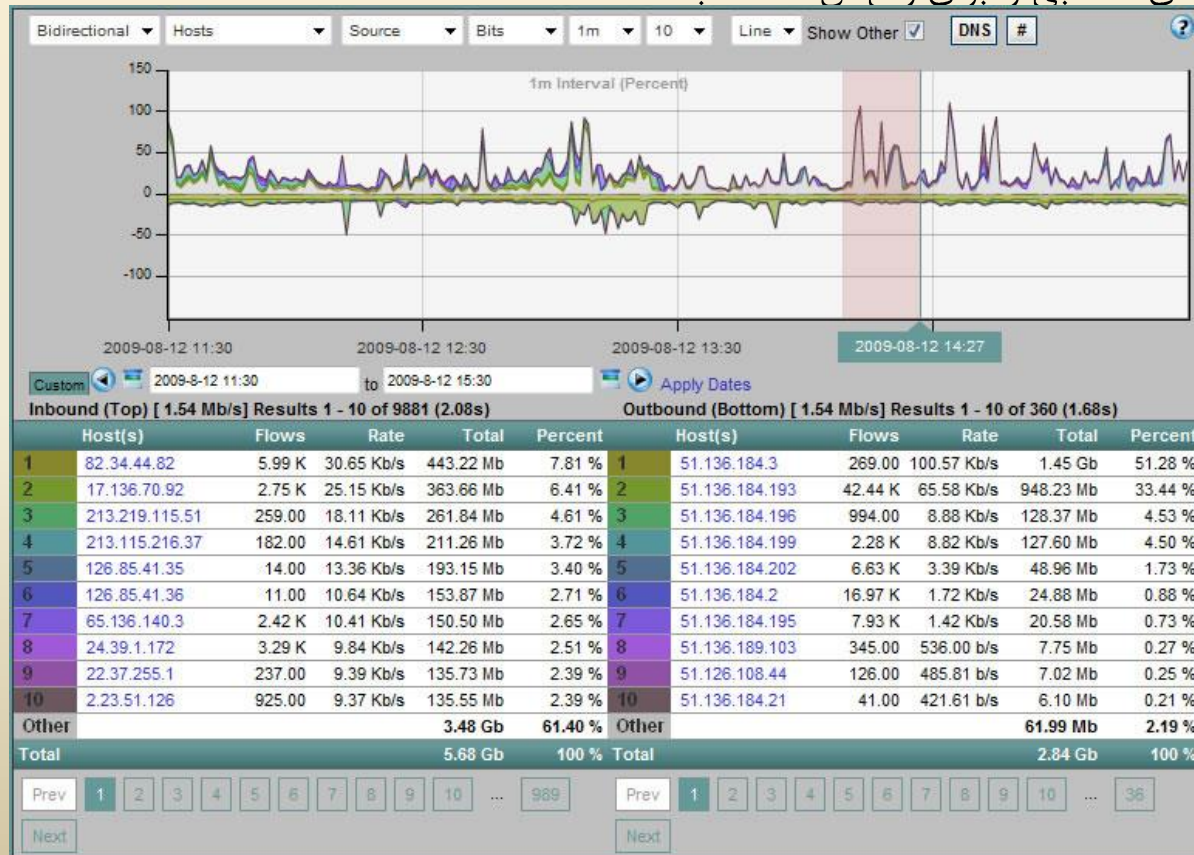 Bidirectional Hosts Source Bits 1m 10 Line Show Other DNS # ?
1m Interval (Percent)
150
100
50
0
-50
-100
2009-08-12 11:30 2009-08-12 12:30 2009-08-12 13:30 2009-08-12 14:27
Custom 2009-8-12 11:30 to 2009-8-12 15:30 Apply Dates
Inbound (Top) [ 1.54 Mb/s] Results 1 - 10 of 9881 (2.08s)
Host(s) Flows Rate Total Percent
1 82.34.44.82 5.99 K 30.65 Kb/s 443.22 Mb 7.81 %
2 17.136.70.92 2.75 K 25.15 Kb/s 363.66 Mb 6.41 %
3 213.219.115.51 259.00 18.11 Kb/s 261.84 Mb 4.61 %
4 213.115.216.37 182.00 14.61 Kb/s 211.26 Mb 3.72 %
5 126.85.41.35 14.00 13.36 Kb/s 193.15 Mb 3.40 %
6 126.85.41.36 11.00 10.64 Kb/s 153.87 Mb 2.71 %
7 65.136.140.3 2.42 K 10.41 Kb/s 150.50 Mb 2.65 %
8 24.39.1.172 3.29 K 9.84 Kb/s 142.26 Mb 2.51 %
9 22.37.255.1 237.00 9.39 Kb/s 135.73 Mb 2.39 %
10 2.23.51.126 925.00 9.37 Kb/s 135.55 Mb 2.39 %
Other 3.48 Gb 61.40 %
Total 5.68 Gb 100 %
Prev 1 2 3 4 5 6 7 8 9 10 ... 989
Next
Outbound (Bottom) [ 1.54 Mb/s] Results 1 - 10 of 360 (1.68s)
Host(s) Flows Rate Total Percent
1 51.136.184.3 269.00 100.57 Kb/s 1.45 Gb 51.28 %
2 51.136.184.193 42.44 K 65.58 Kb/s 948.23 Mb 33.44 %
3 51.136.184.196 994.00 8.88 Kb/s 128.37 Mb 4.53 %
4 51.136.184.199 2.28 K 8.82 Kb/s 127.60 Mb 4.50 %
5 51.136.184.202 6.63 K 3.39 Kb/s 48.96 Mb 1.73 %
6 51.136.184.2 16.97 K 1.72 Kb/s 24.88 Mb 0.88 %
7 51.136.184.195 7.93 K 1.42 Kb/s 20.58 Mb 0.73 %
8 51.136.189.103 345.00 536.00 b/s 7.75 Mb 0.27 %
9 51.126.108.44 126.00 485.81 b/s 7.02 Mb 0.25 %
10 51.136.184.21 41.00 421.61 b/s 6.10 Mb 0.21 %
Other 61.99 Mb 2.19 %
Total 2.84 Gb 100 %
Prev 1 2 3 4 5 6 7 8 9 10 ... 36
Next